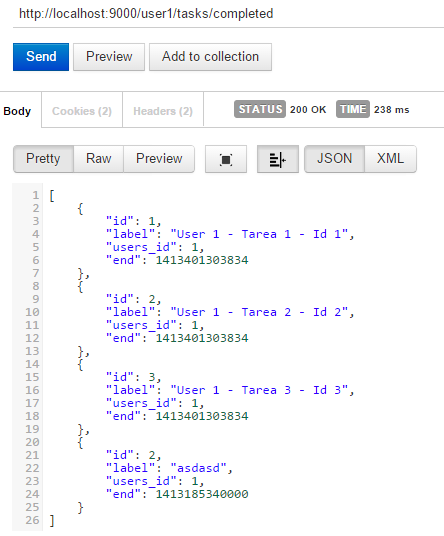 http://localhost:9000/user1/tasks/completed
Send Preview Add to collection
Body Cookies (2) Headers (2) STATUS 200 OK TIME 238 ms
Pretty Raw Preview JSON XML
1 [
2 {
3 "id": 1,
4 "label": "User 1 - Tarea 1 - Id 1",
5 "users_id": 1,
6 "end": 1413401303834
7 },
8 {
9 "id": 2,
10 "label": "User 1 - Tarea 2 - Id 2",
11 "users_id": 1,
12 "end": 1413401303834
13 },
14 {
15 "id": 3,
16 "label": "User 1 - Tarea 3 - Id 3",
17 "users_id": 1,
18 "end": 1413401303834
19 },
20 {
21 "id": 2,
22 "label": "asdasd",
23 "users_id": 1,
24 "end": 1413185340000
25 }
26 ]